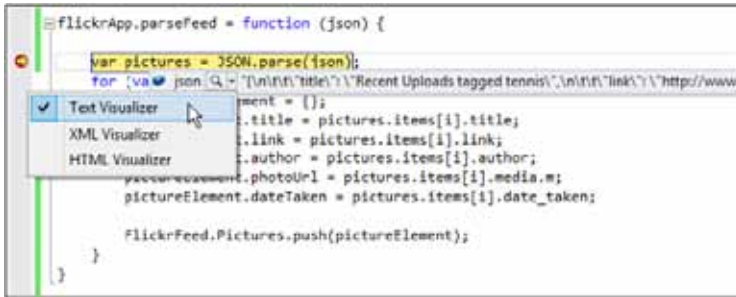 flickrApp.parseFeed = function (json) {
var pictures = JSON.parse(json);
for (va json "{\n\t\t\"title\": \"Recent Uploads tagged tennis\",\n\t\t\"link\": \"http://www
Text Visualizer
ment = {};
.title = pictures.items[i].title;
XML Visualizer
.link = pictures.items[i].link;
HTML Visualizer
.author = pictures.items[i].author;
pictureElement.photoUrl = pictures.items[i].media.m;
pictureElement.dateTaken = pictures.items[i].date_taken;
FlickrFeed.Pictures.push(pictureElement);
}
}